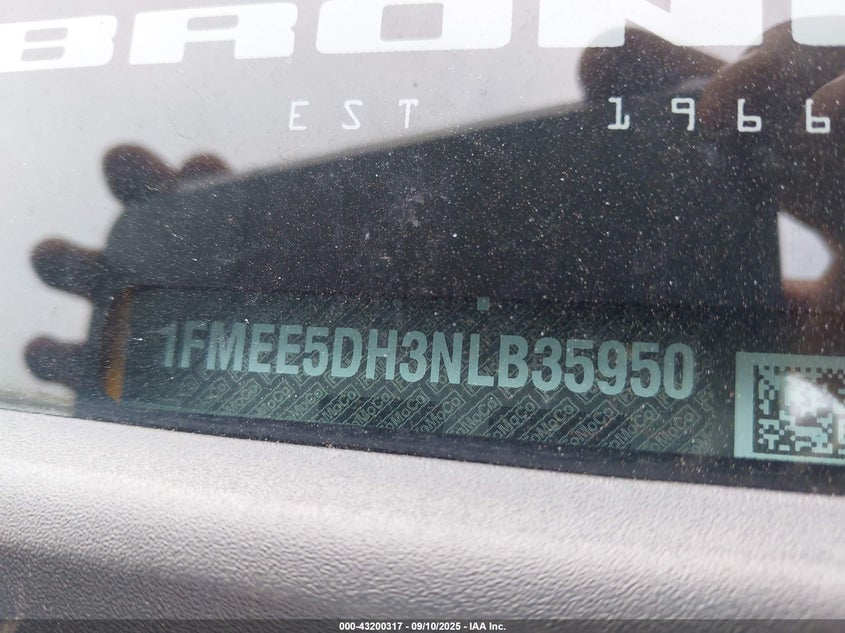 BRON
EST 1966
1FMEE5DH3NLB35950
000-43200317 - 09/10/2025 - IAA Inc.